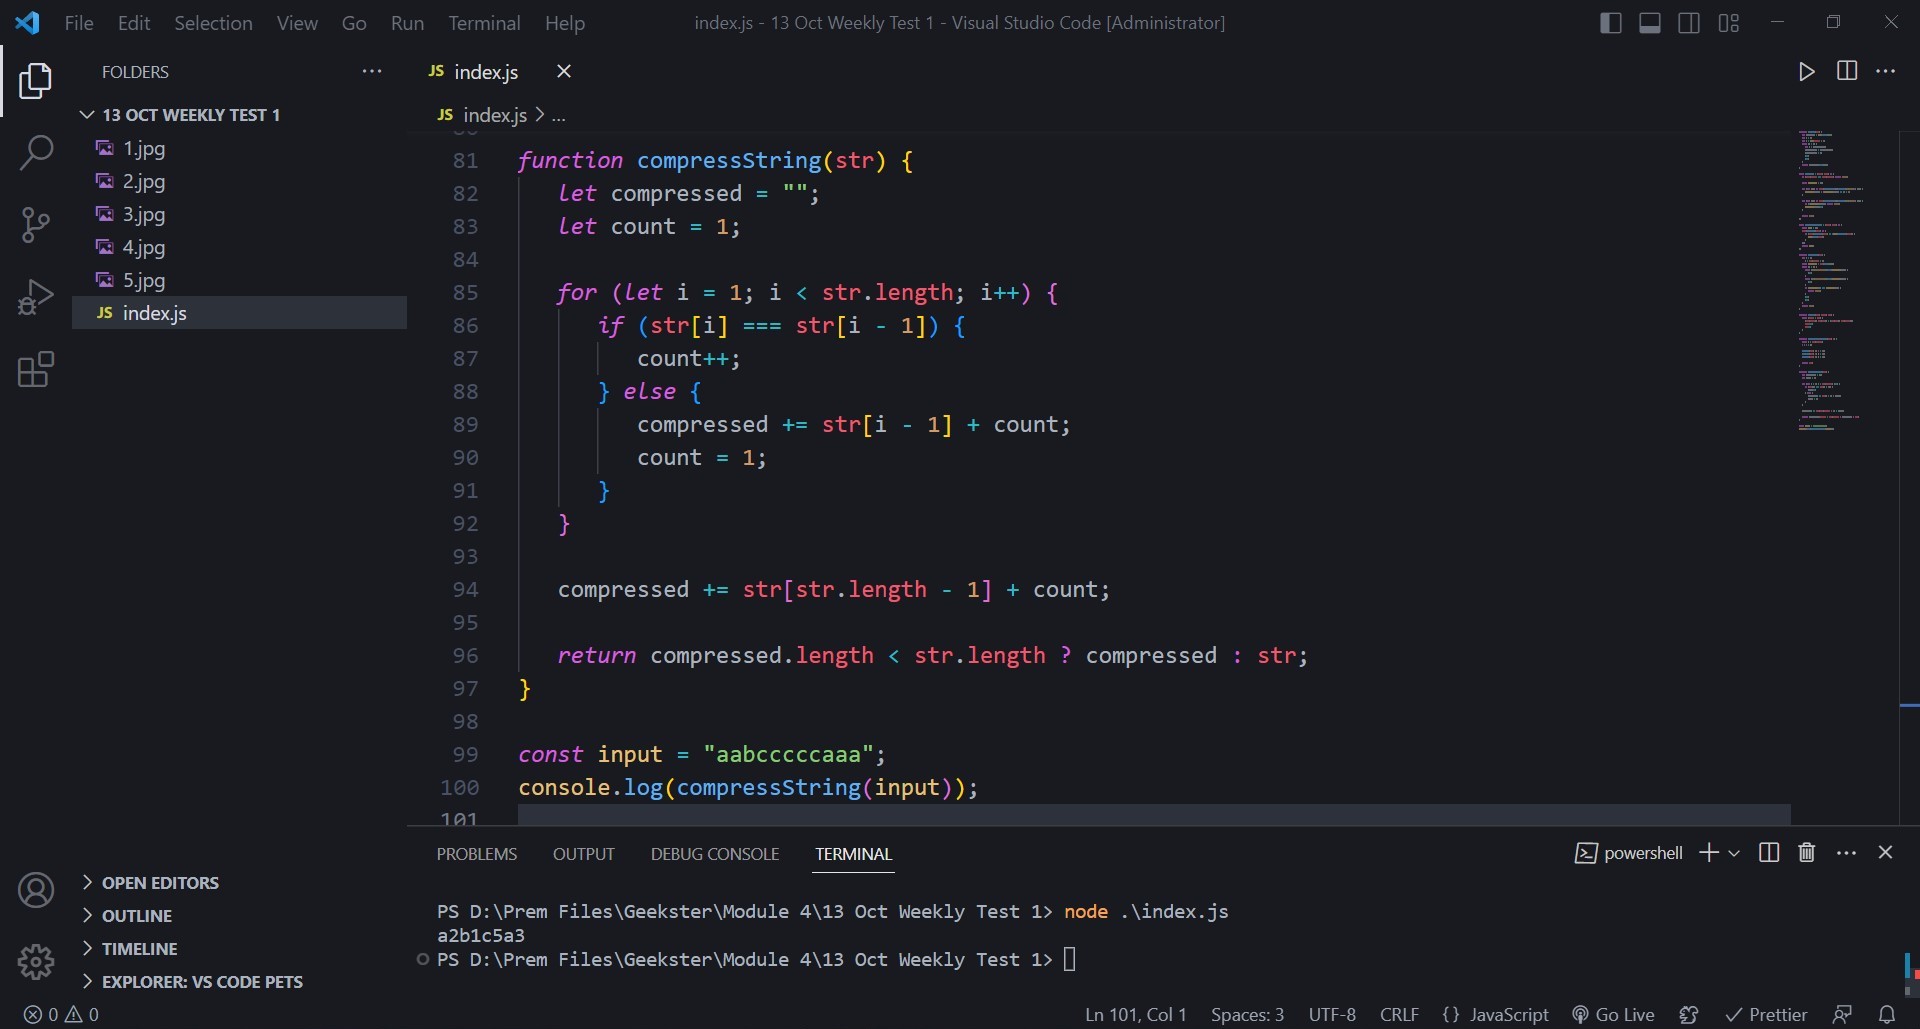 File Edit Selection View Go Run Terminal Help index.js - 13 Oct Weekly Test 1 - Visual Studio Code [Administrator]
FOLDERS ...
13 OCT WEEKLY TEST 1
1.jpg
2.jpg
3.jpg
4.jpg
5.jpg
JS index.js
JS index.js
JS index.js > ...
81 function compressString(str) {
82 let compressed = "";
83 let count = 1;
84
85 for (let i = 1; i < str.length; i++) {
86 if (str[i] === str[i - 1]) {
87 count++;
88 } else {
89 compressed += str[i - 1] + count;
90 count = 1;
91 }
92 }
93
94 compressed += str[str.length - 1] + count;
95
96 return compressed.length < str.length ? compressed : str;
97 }
98
99 const input = "aabcccccaaa";
100 console.log(compressString(input));
101
OPEN EDITORS
OUTLINE
TIMELINE
EXPLORER: VS CODE PETS
PROBLEMS OUTPUT DEBUG CONSOLE TERMINAL powershell
PS D:\Prem Files\Geekster\Module 4\13 Oct Weekly Test 1> node .\index.js
a2b1c5a3
PS D:\Prem Files\Geekster\Module 4\13 Oct Weekly Test 1>
0 0 Ln 101, Col 1 Spaces: 3 UTF-8 CRLF {} JavaScript Go Live Prettier